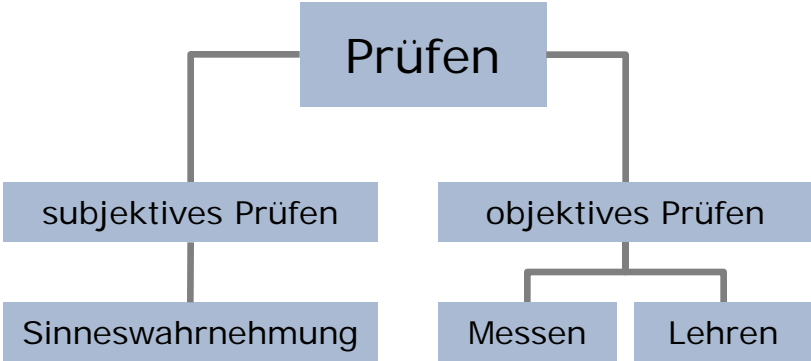 Prüfen
subjektives Prüfen
objektives Prüfen
Sinneswahrnehmung
Messen
Lehren